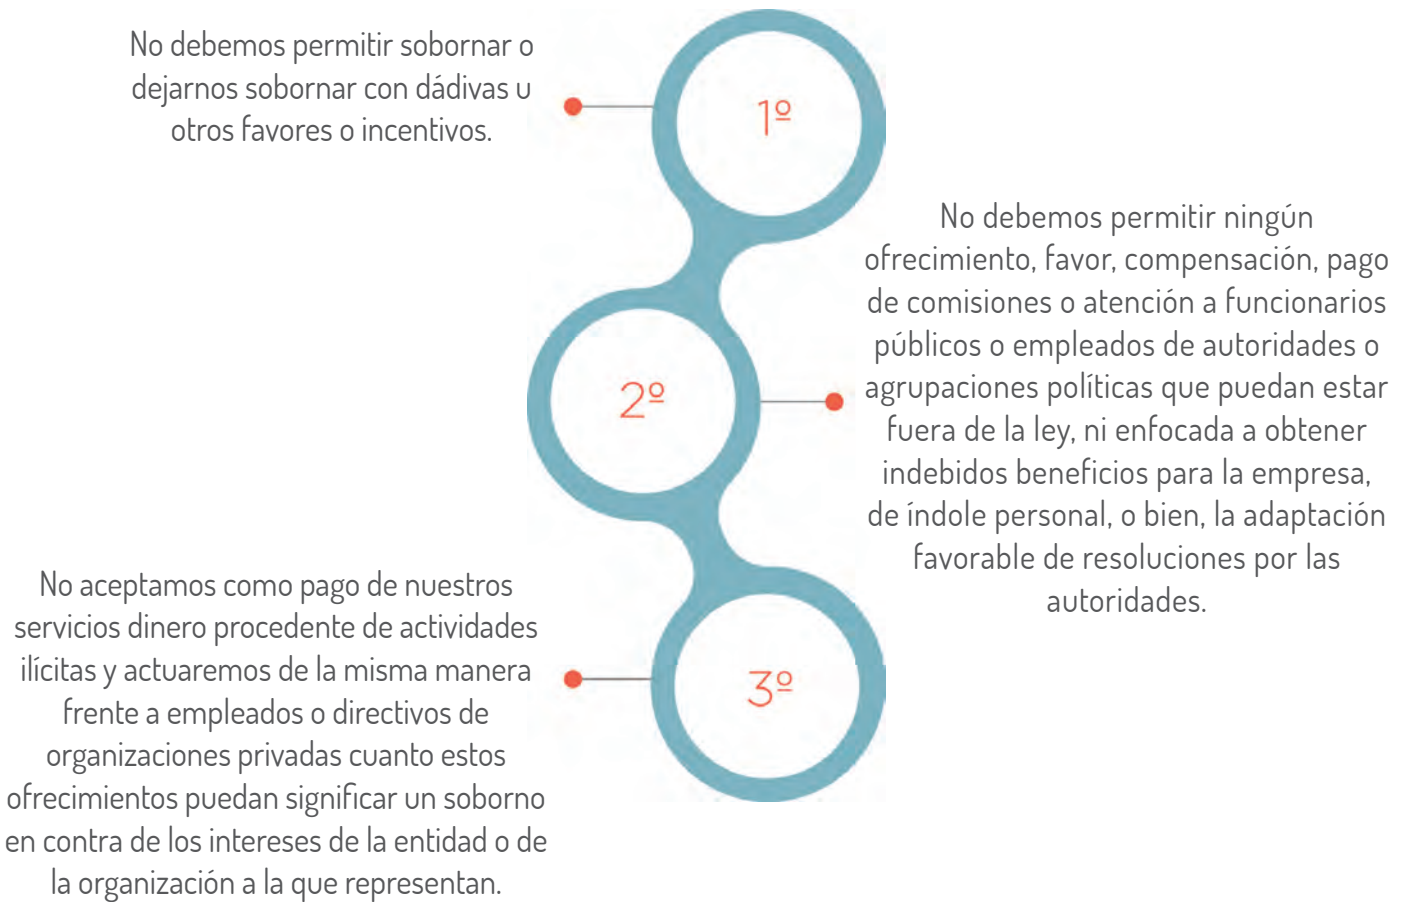 No debemos permitir sobornar o
dejarnos sobornar con dádivas u
otros favores o incentivos.
1º
No debemos permitir ningún
ofrecimiento, favor, compensación, pago
de comisiones o atención a funcionarios
públicos o empleados de autoridades o
agrupaciones políticas que puedan estar
fuera de la ley, ni enfocada a obtener
indebidos beneficios para la empresa,
de índole personal, o bien, la adaptación
favorable de resoluciones por las
autoridades.
2º
No aceptamos como pago de nuestros
servicios dinero procedente de actividades
ilícitas y actuaremos de la misma manera
frente a empleados o directivos de
organizaciones privadas cuanto estos
ofrecimientos puedan significar un soborno
en contra de los intereses de la entidad o de
la organización a la que representan.
3º